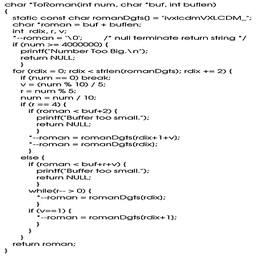 char *ToRoman(int num, char *buf, int buflen)
{
static const char romanDgts[] = "ivxlcdmVXLCDM_";
char *roman = buf + buflen;
int rdix, r, v;
*--roman = '\0'; /* null terminate return string */
if (num >= 4000000) {
printf("Number Too Big.\n");
return NULL;
}
for (rdix = 0; rdix < strlen(romanDgts); rdix += 2) {
if (num == 0) break;
v = (num % 10) / 5;
r = num % 5;
num = num / 10;
if (r == 4) {
if (roman < buf+2) {
printf("Buffer too small.");
return NULL;
}
*--roman = romanDgts[rdix+1+v];
*--roman = romanDgts[rdix];
}
else {
if (roman < buf+r+v) {
printf("Buffer too small.");
return NULL;
}
while(r-- > 0) {
*--roman = romanDgts[rdix];
}
if (v==1) {
*--roman = romanDgts[rdix+1];
}
}
}
return roman;
}